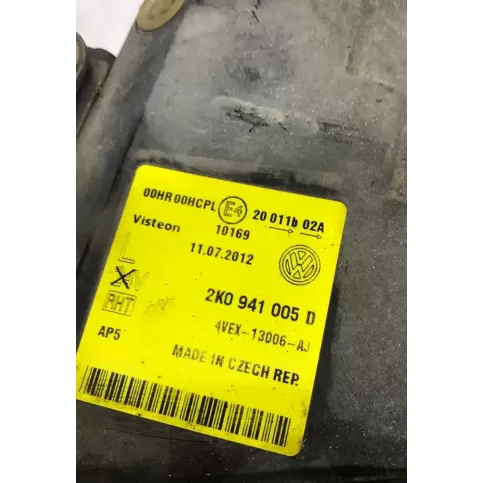 00HR 00HCPL E4 20 011b 02A
Visteon 10169
11.07.2012
L
2K0 941 005 D
RHT
4VEX-13006-AJ
AP5
MADE IN CZECH REP.